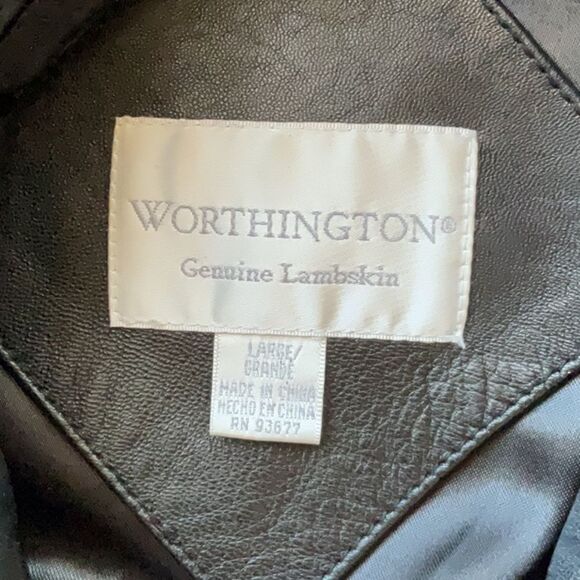 WORTHINGTON®
Genuine Lambskin
LARGE/
GRANDE
MADE IN CHINA
HECHO EN CHINA
RN 93677